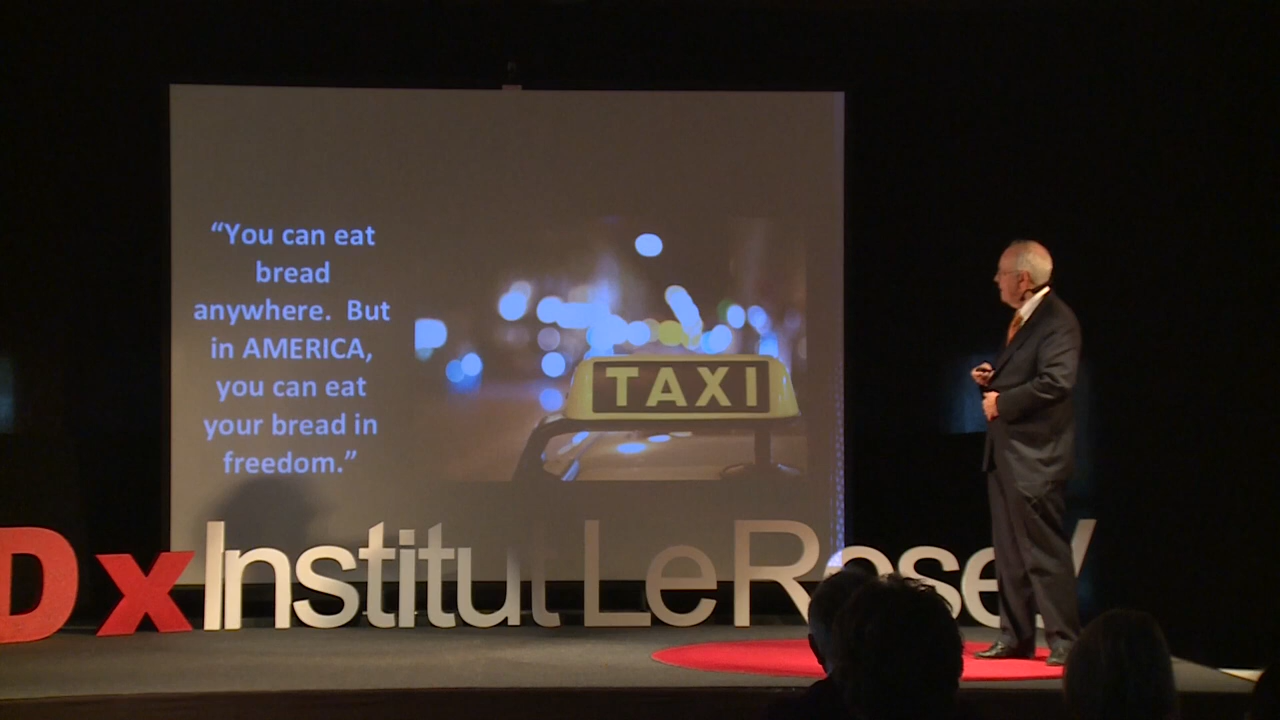 “You can eat
bread
anywhere.  But
in AMERICA,
you can eat
your bread in
freedom.”
TAXI
Dx Institut Le Rosey